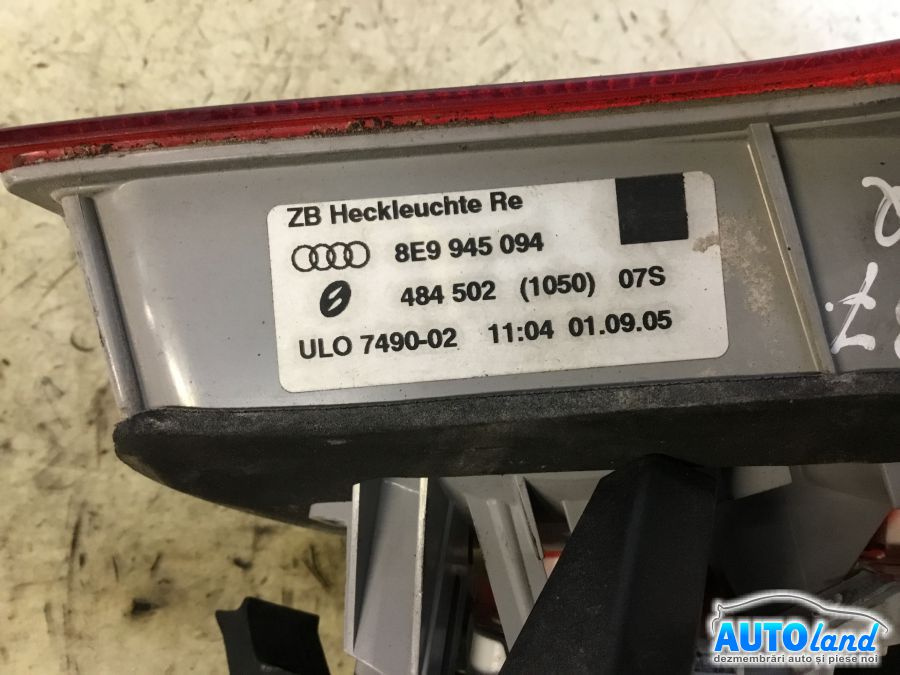 ZB Heckleuchte Re
8E9 945 094
484 502 (1050) 07S
ULO 7490-02 11:04 01.09.05
AUTOland
dezmembrări auto și piese noi